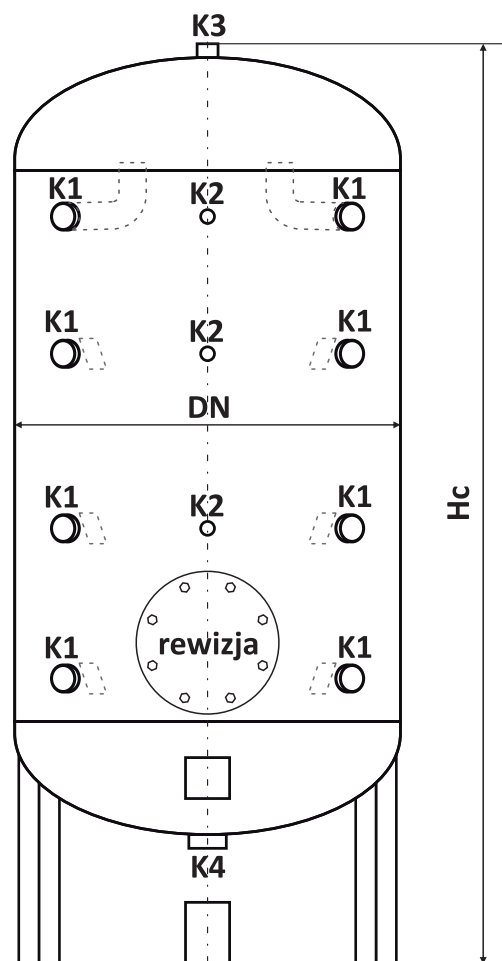 K3
K1 K2 K1
K1 K2 K1
DN
Hc
K1 K2 K1
rewizja
K1 K1
K4